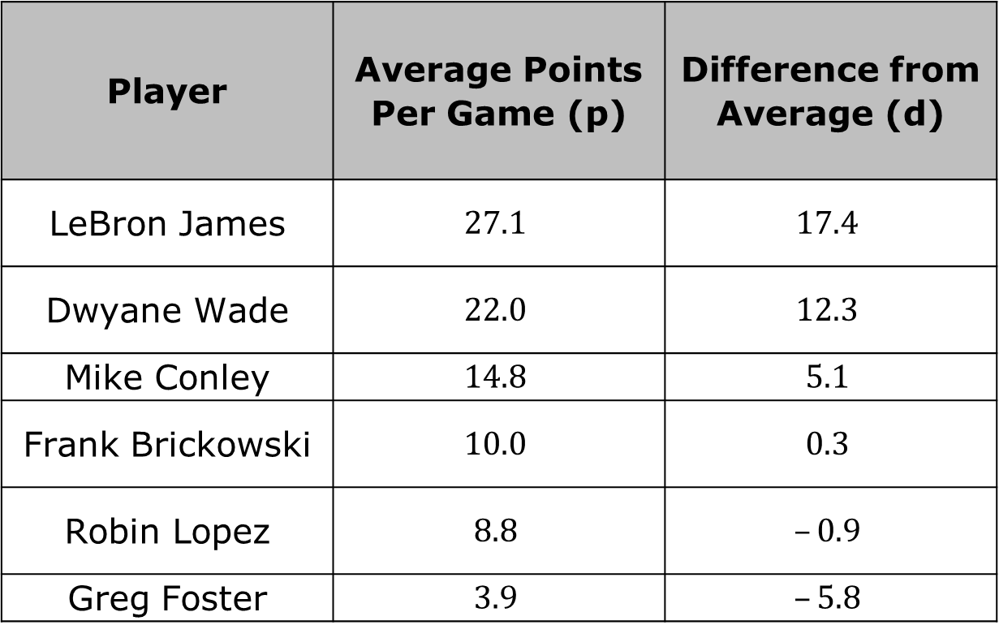 Player
Average Points
Per Game (p)
Difference from
Average (d)
LeBron James 27.1 17.4
Dwyane Wade 22.0 12.3
Mike Conley 14.8 5.1
Frank Brickowski 10.0 0.3
Robin Lopez 8.8 – 0.9
Greg Foster 3.9 – 5.8